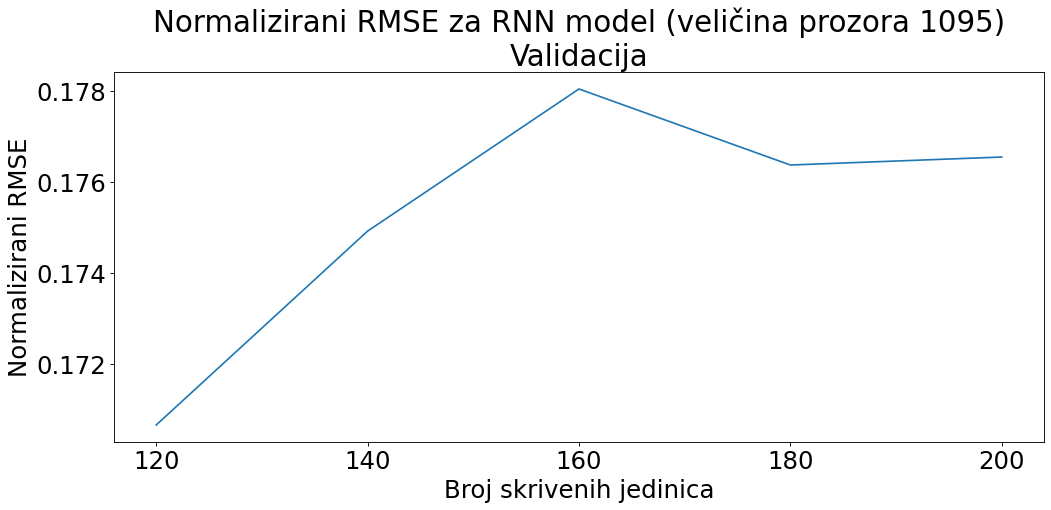 Normalizirani RMSE za RNN model (veličina prozora 1095)
Validacija
Normalizirani RMSE
0.178
0.176
0.174
0.172
120 140 160 180 200
Broj skrivenih jedinica